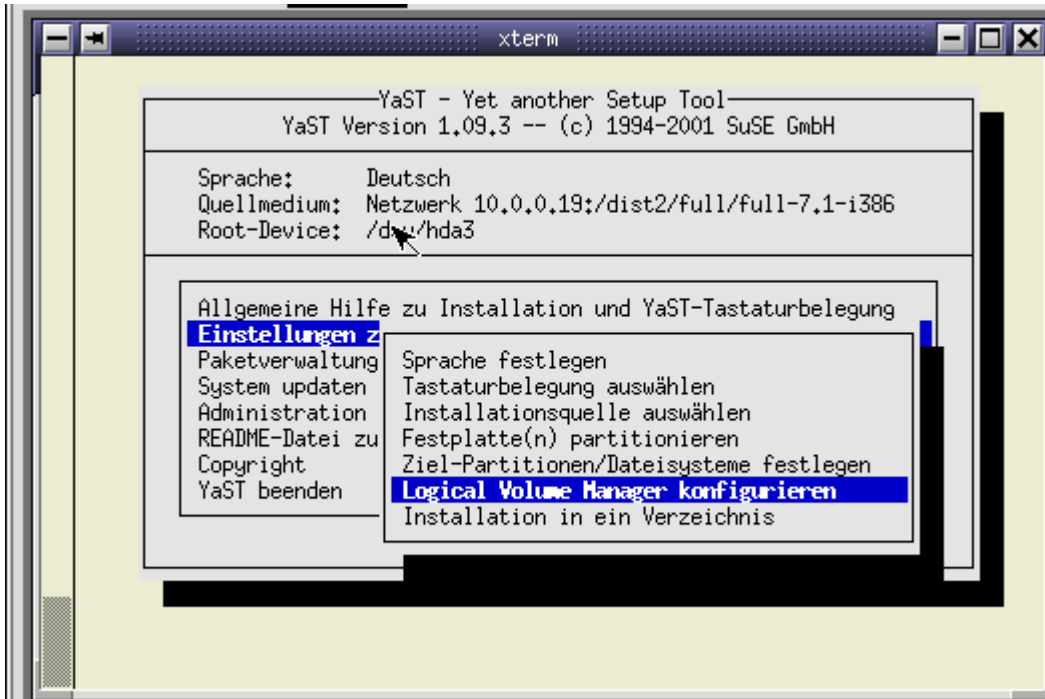 xterm
YaST - Yet another Setup Tool
YaST Version 1.09.3 -- (c) 1994-2001 SuSE GmbH
Sprache: Deutsch
Quellmedium: Netzwerk 10.0.0.19:/dist2/full/full-7.1-i386
Root-Device: /dev/hda3
Allgemeine Hilfe zu Installation und YaST-Tastaturbelegung
Einstellungen z
Paketverwaltung
System updaten
Administration
README-Datei zu
Copyright
YaST beenden
Sprache festlegen
Tastaturbelegung auswählen
Installationsquelle auswählen
Festplatte(n) partitionieren
Ziel-Partitionen/Dateisysteme festlegen
Logical Volume Manager konfigurieren
Installation in ein Verzeichnis